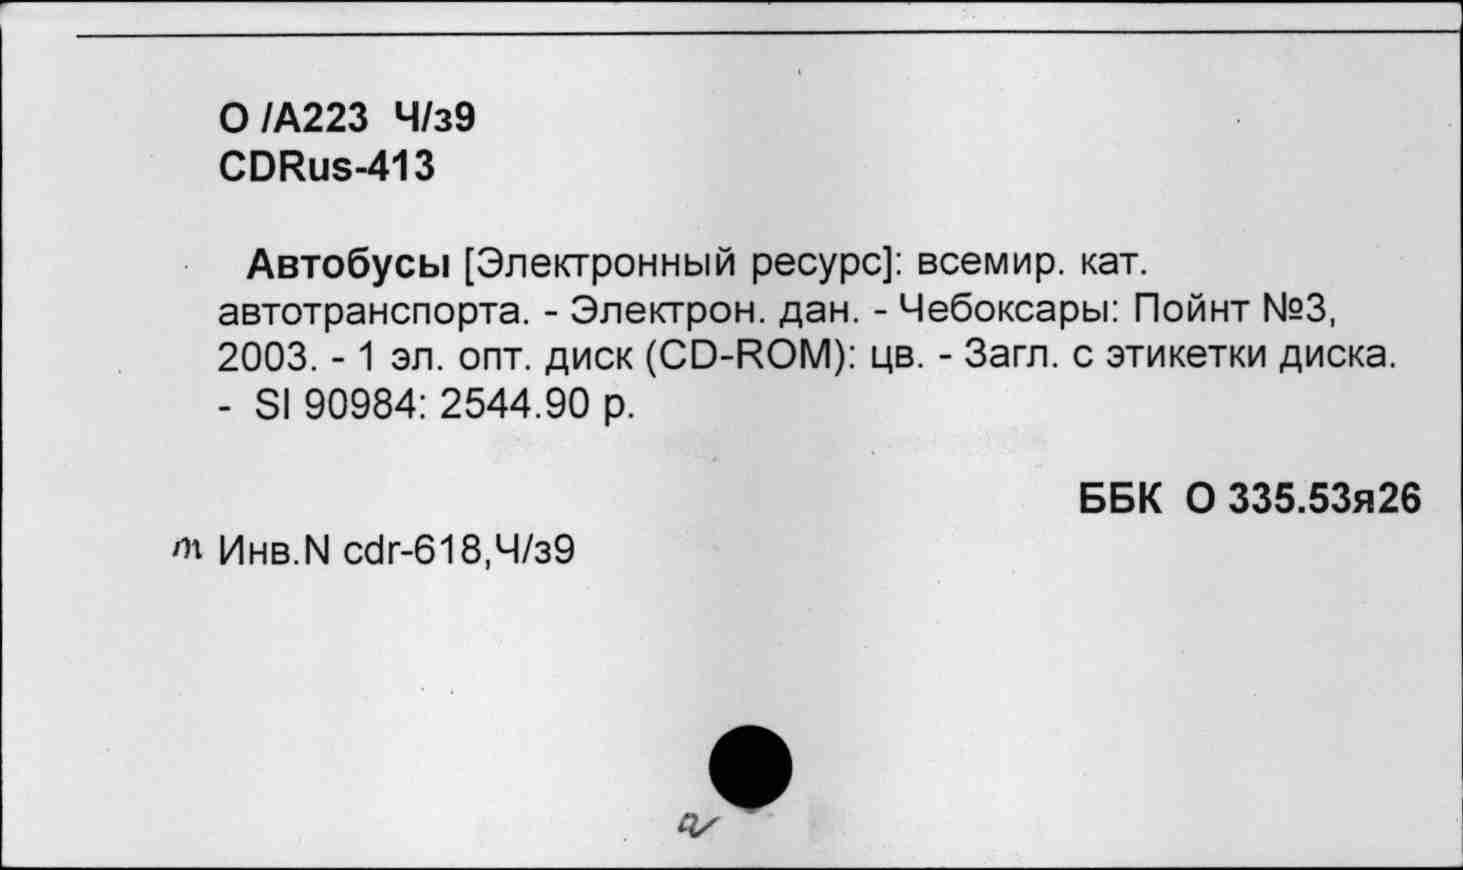 О /А223 Ч/з9
CDRus-413
Автобусы [Электронный ресурс]: всемир. кат.
автотранспорта. - Электрон. дан. - Чебоксары: Пойнт №3,
2003. - 1 эл. опт. диск (CD-ROM): цв. - Загл. с этикетки диска.
- SI 90984: 2544.90 р.
ББК О 335.53я26
т Инв.N cdr-618,Ч/з9